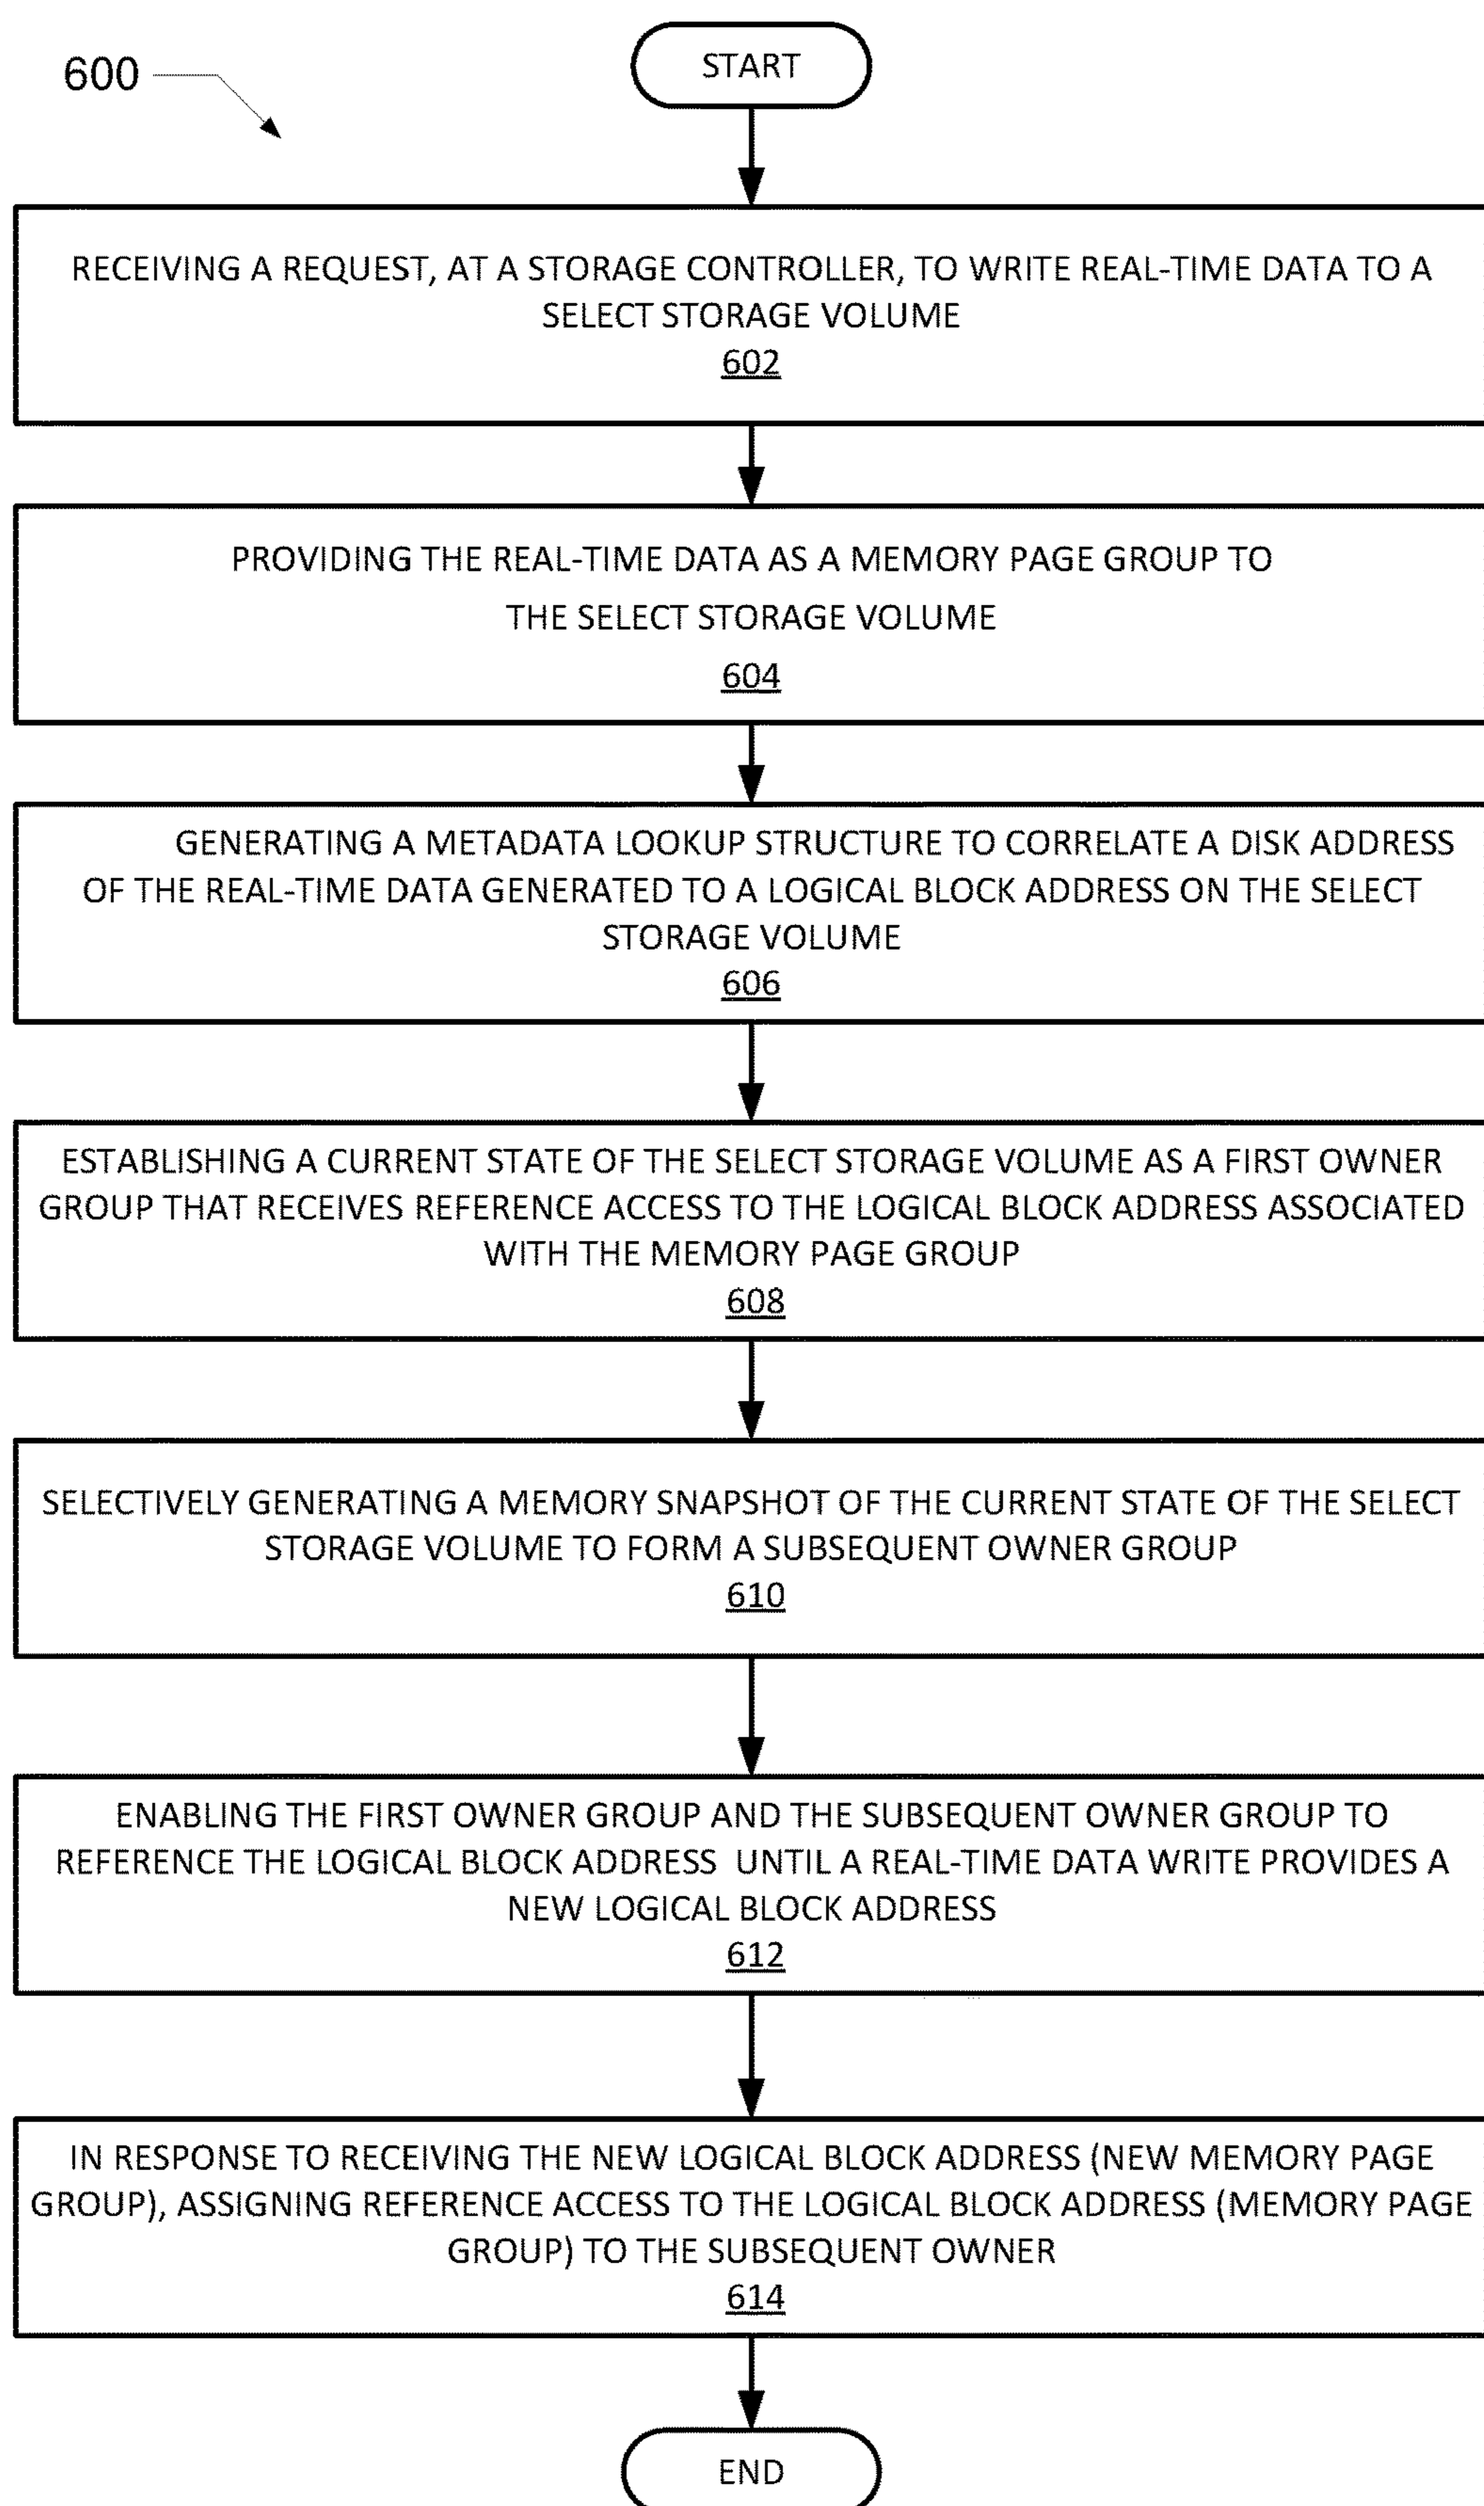 600
START
RECEIVING A REQUEST, AT A STORAGE CONTROLLER, TO WRITE REAL-TIME DATA TO A
SELECT STORAGE VOLUME
602
PROVIDING THE REAL-TIME DATA AS A MEMORY PAGE GROUP TO
THE SELECT STORAGE VOLUME
604
GENERATING A METADATA LOOKUP STRUCTURE TO CORRELATE A DISK ADDRESS
OF THE REAL-TIME DATA GENERATED TO A LOGICAL BLOCK ADDRESS ON THE SELECT
STORAGE VOLUME
606
ESTABLISHING A CURRENT STATE OF THE SELECT STORAGE VOLUME AS A FIRST OWNER
GROUP THAT RECEIVES REFERENCE ACCESS TO THE LOGICAL BLOCK ADDRESS ASSOCIATED
WITH THE MEMORY PAGE GROUP
608
SELECTIVELY GENERATING A MEMORY SNAPSHOT OF THE CURRENT STATE OF THE SELECT
STORAGE VOLUME TO FORM A SUBSEQUENT OWNER GROUP
610
ENABLING THE FIRST OWNER GROUP AND THE SUBSEQUENT OWNER GROUP TO
REFERENCE THE LOGICAL BLOCK ADDRESS UNTIL A REAL-TIME DATA WRITE PROVIDES A
NEW LOGICAL BLOCK ADDRESS
612
IN RESPONSE TO RECEIVING THE NEW LOGICAL BLOCK ADDRESS (NEW MEMORY PAGE
GROUP), ASSIGNING REFERENCE ACCESS TO THE LOGICAL BLOCK ADDRESS (MEMORY PAGE
GROUP) TO THE SUBSEQUENT OWNER
614
END